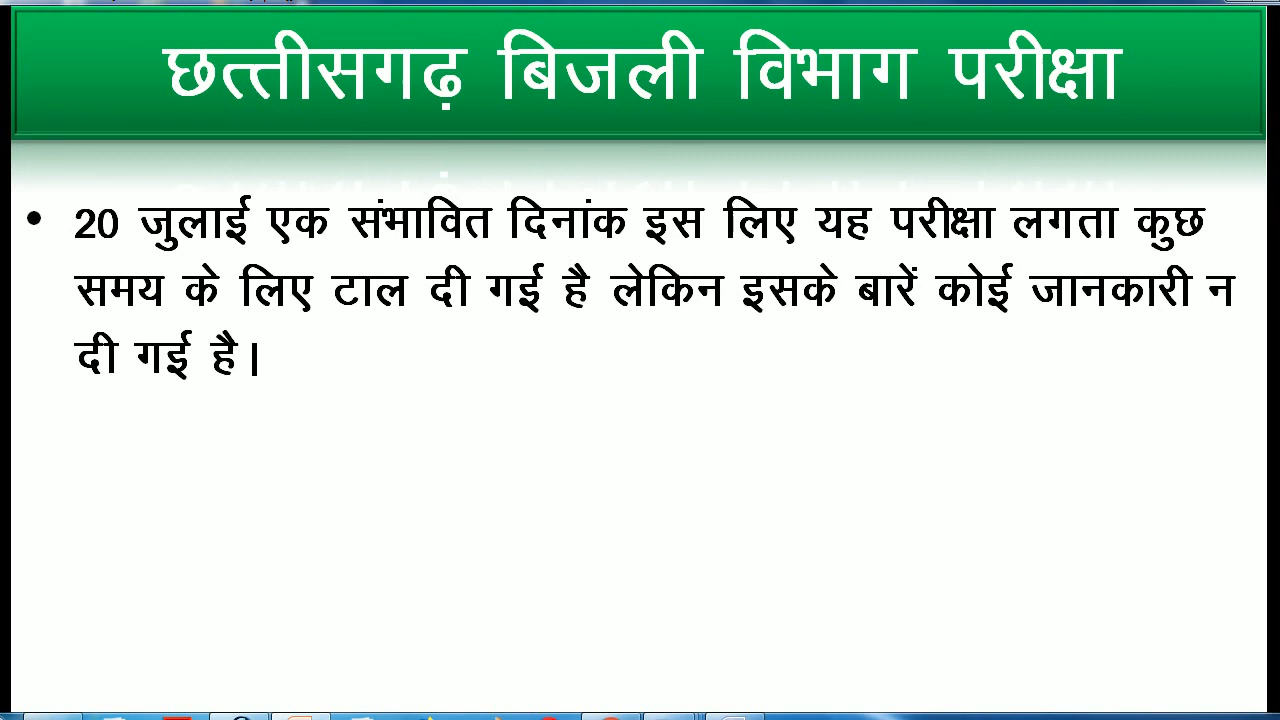 छत्तीसगढ़ बिजली विभाग परीक्षा
• 20 जुलाई एक संभावित दिनांक इस लिए यह परीक्षा लगता कुछ
समय के लिए टाल दी गई है लेकिन इसके बारें कोई जानकारी न
दी गई है।